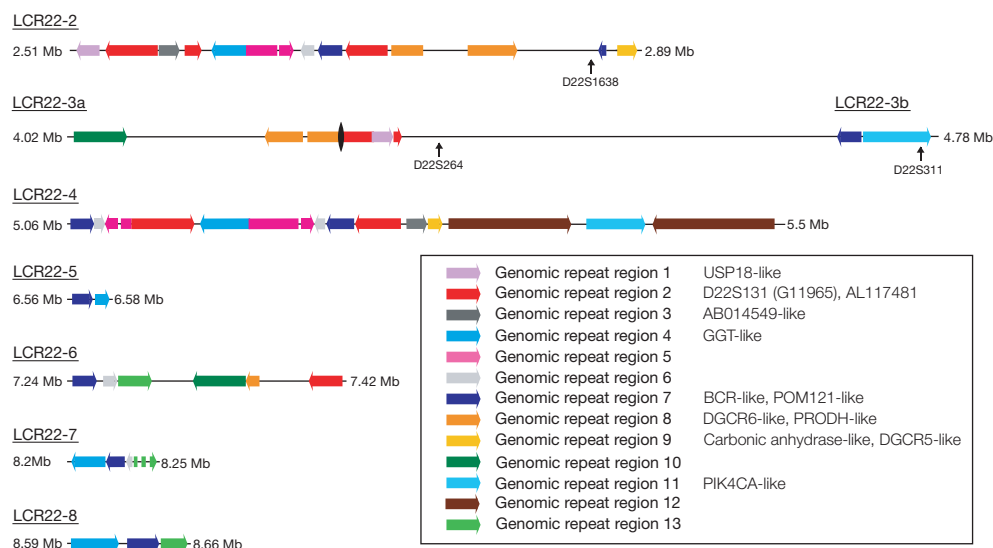 LCR22-2
2.51 Mb 2.89 Mb
D22S1638
LCR22-3a LCR22-3b
4.02 Mb 4.78 Mb
D22S264 D22S311
LCR22-4
5.06 Mb 5.5 Mb
LCR22-5
6.56 Mb 6.58 Mb
LCR22-6
7.24 Mb 7.42 Mb
LCR22-7
8.2Mb 8.25 Mb
LCR22-8
8.59 Mb 8.66 Mb
Genomic repeat region 1 USP18-like
Genomic repeat region 2 D22S131 (G11965), AL117481
Genomic repeat region 3 AB014549-like
Genomic repeat region 4 GGT-like
Genomic repeat region 5
Genomic repeat region 6
Genomic repeat region 7 BCR-like, POM121-like
Genomic repeat region 8 DGCR6-like, PRODH-like
Genomic repeat region 9 Carbonic anhydrase-like, DGCR5-like
Genomic repeat region 10
Genomic repeat region 11 PIK4CA-like
Genomic repeat region 12
Genomic repeat region 13